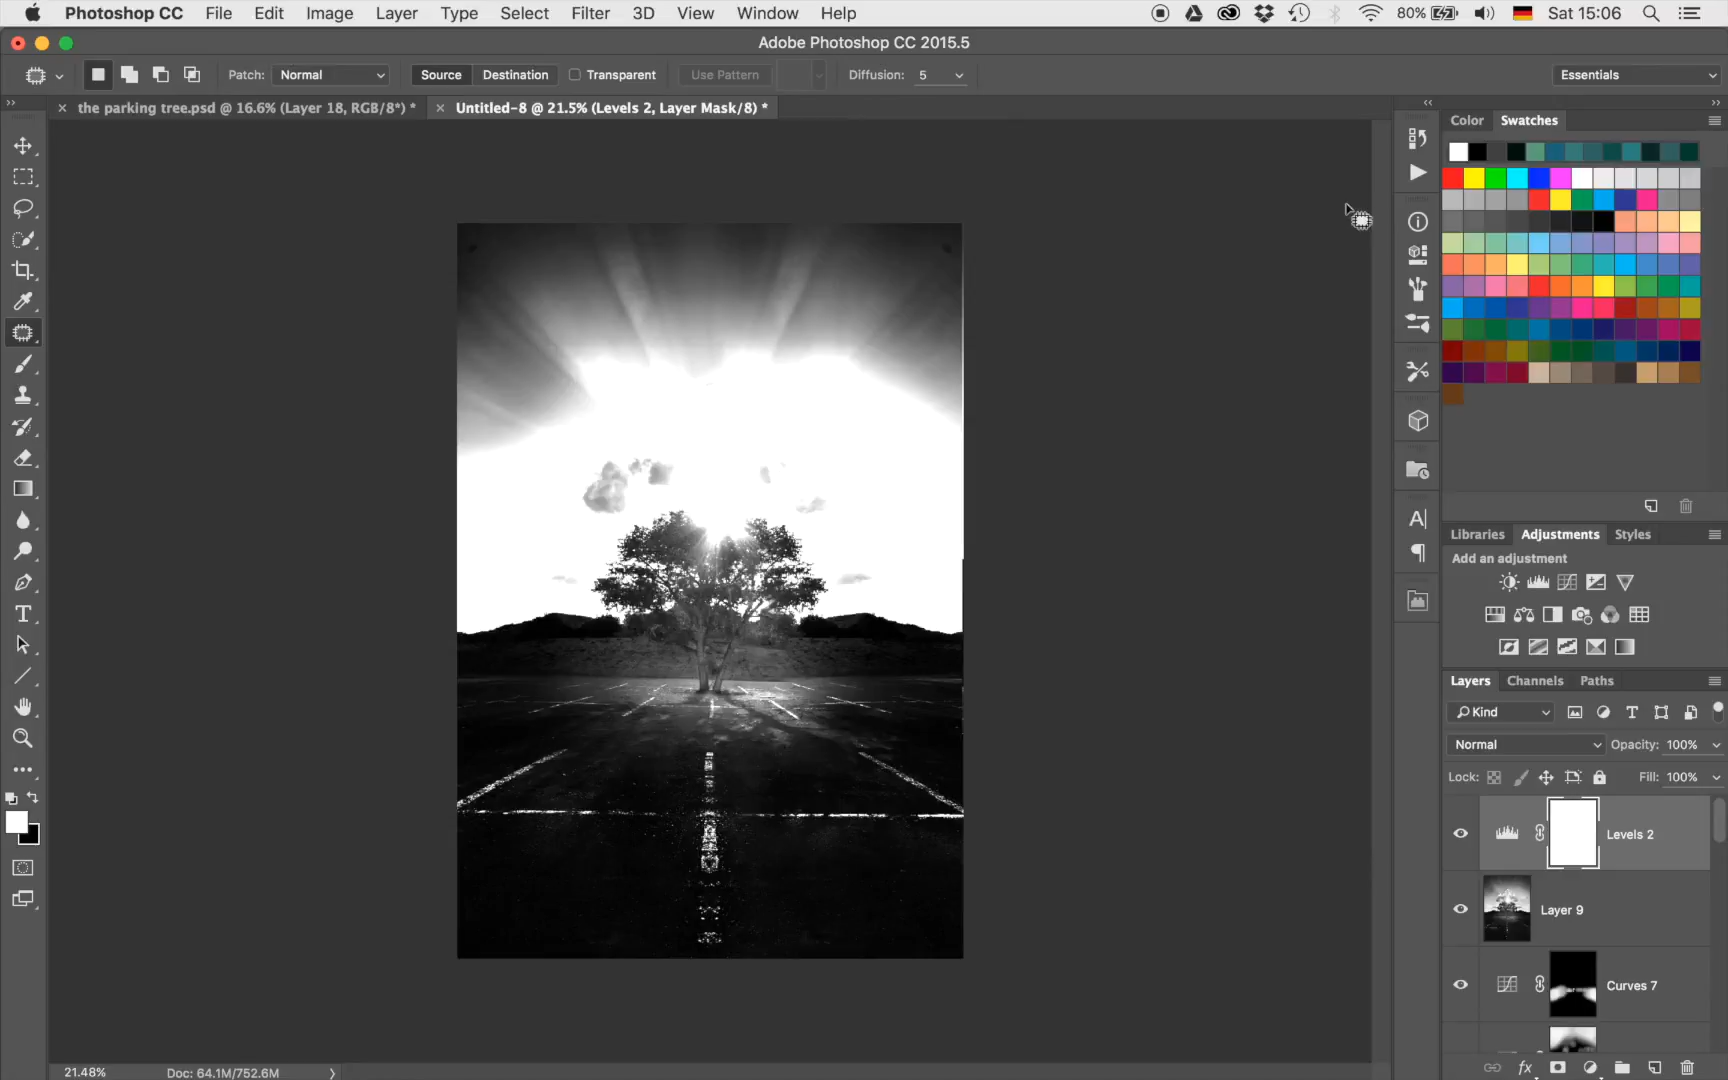 Photoshop CC File Edit Image Layer Type Select Filter 3D View Window Help 80% Sat 15:06
Adobe Photoshop CC 2015.5
Patch: Normal Source Destination Transparent Use Pattern Diffusion: 5 Essentials
the parking tree.psd @ 16.6% (Layer 18, RGB/8*) * Untitled-8 @ 21.5% (Levels 2, Layer Mask/8) *
Color Swatches
Libraries Adjustments Styles
Add an adjustment
Layers Channels Paths
Kind
Normal Opacity: 100%
Lock: Fill: 100%
Levels 2
Layer 9
Curves 7
21.48% Doc: 64.1M/752.6M